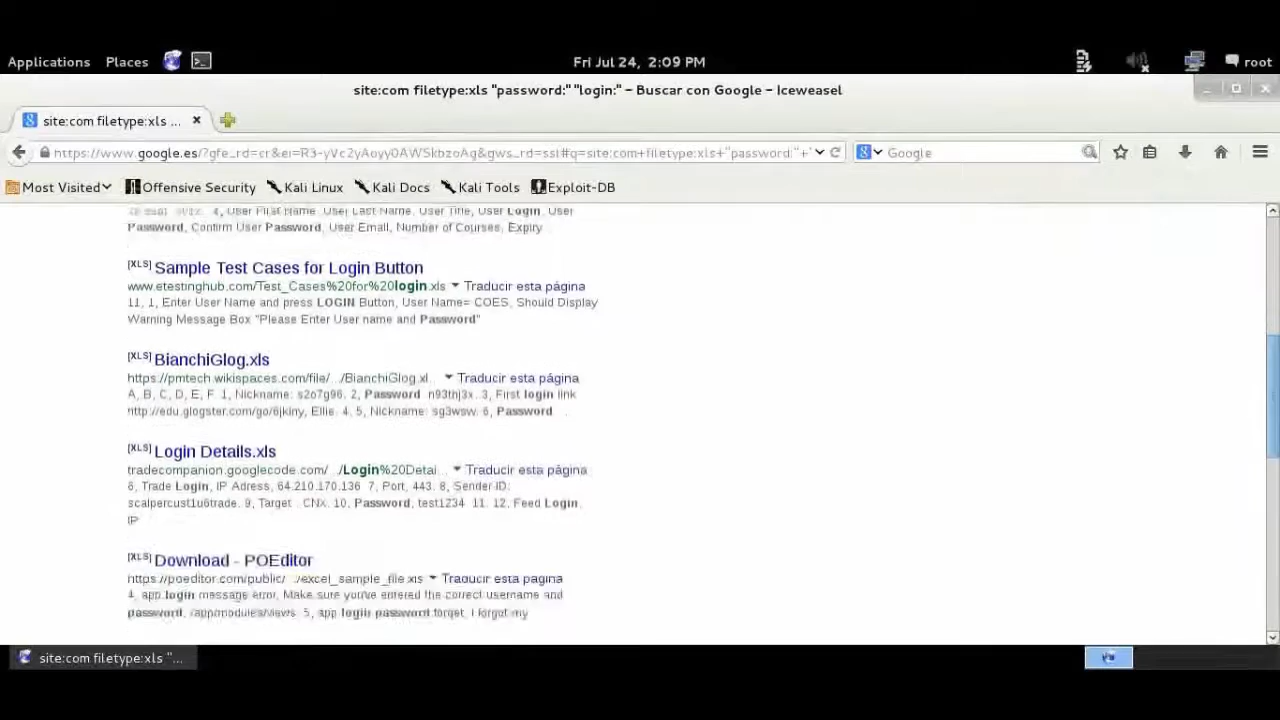 Applications Places Fri Jul 24, 2:09 PM root
site:com filetype:xls "password:" "login:" – Buscar con Google – Iceweasel
site:com filetype:xls ...
https://www.google.es/?gfe_rd=cr&ei=R3-yVc2yAoyy0AWSkbzoAg&gws_rd=ssl#q=site:com+filetype:xls+"password:"+ Google
Most Visited Offensive Security Kali Linux Kali Docs Kali Tools Exploit-DB
4, User First Name, User Last Name, User Title, User Login, User
Password, Confirm User Password, User Email, Number of Courses, Expiry
[XLS] Sample Test Cases for Login Button
www.etestinghub.com/Test_Cases%20for%20login.xls Traducir esta página
11, 1, Enter User Name and press LOGIN Button, User Name= COES, Should Display
Warning Message Box "Please Enter User name and Password"
[XLS] BianchiGlog.xls
https://pmtech.wikispaces.com/file/.../BianchiGlog.xl... Traducir esta página
A, B, C, D, E, F. 1, Nickname: s2o7g96. 2, Password n93thj3x. 3, First login link
http://edu.glogster.com/go/6jkiny, Ellie. 4. 5, Nickname: sg3wsw. 6, Password
[XLS] Login Details.xls
tradecompanion.googlecode.com/.../Login%20Detai... Traducir esta página
6, Trade Login, IP Adress, 64.210.170.136. 7, Port, 443. 8, Sender ID:
scalpercust1u6trade. 9, Target : CNX. 10, Password, test1234. 11. 12, Feed Login,
IP
[XLS] Download - POEditor
https://poeditor.com/public/.../excel_sample_file.xls Traducir esta página
4, app.login message error, Make sure you've entered the correct username and
password, /app/modules/views. 5, app.login.password.forget, I forgot my
site:com filetype:xls "...